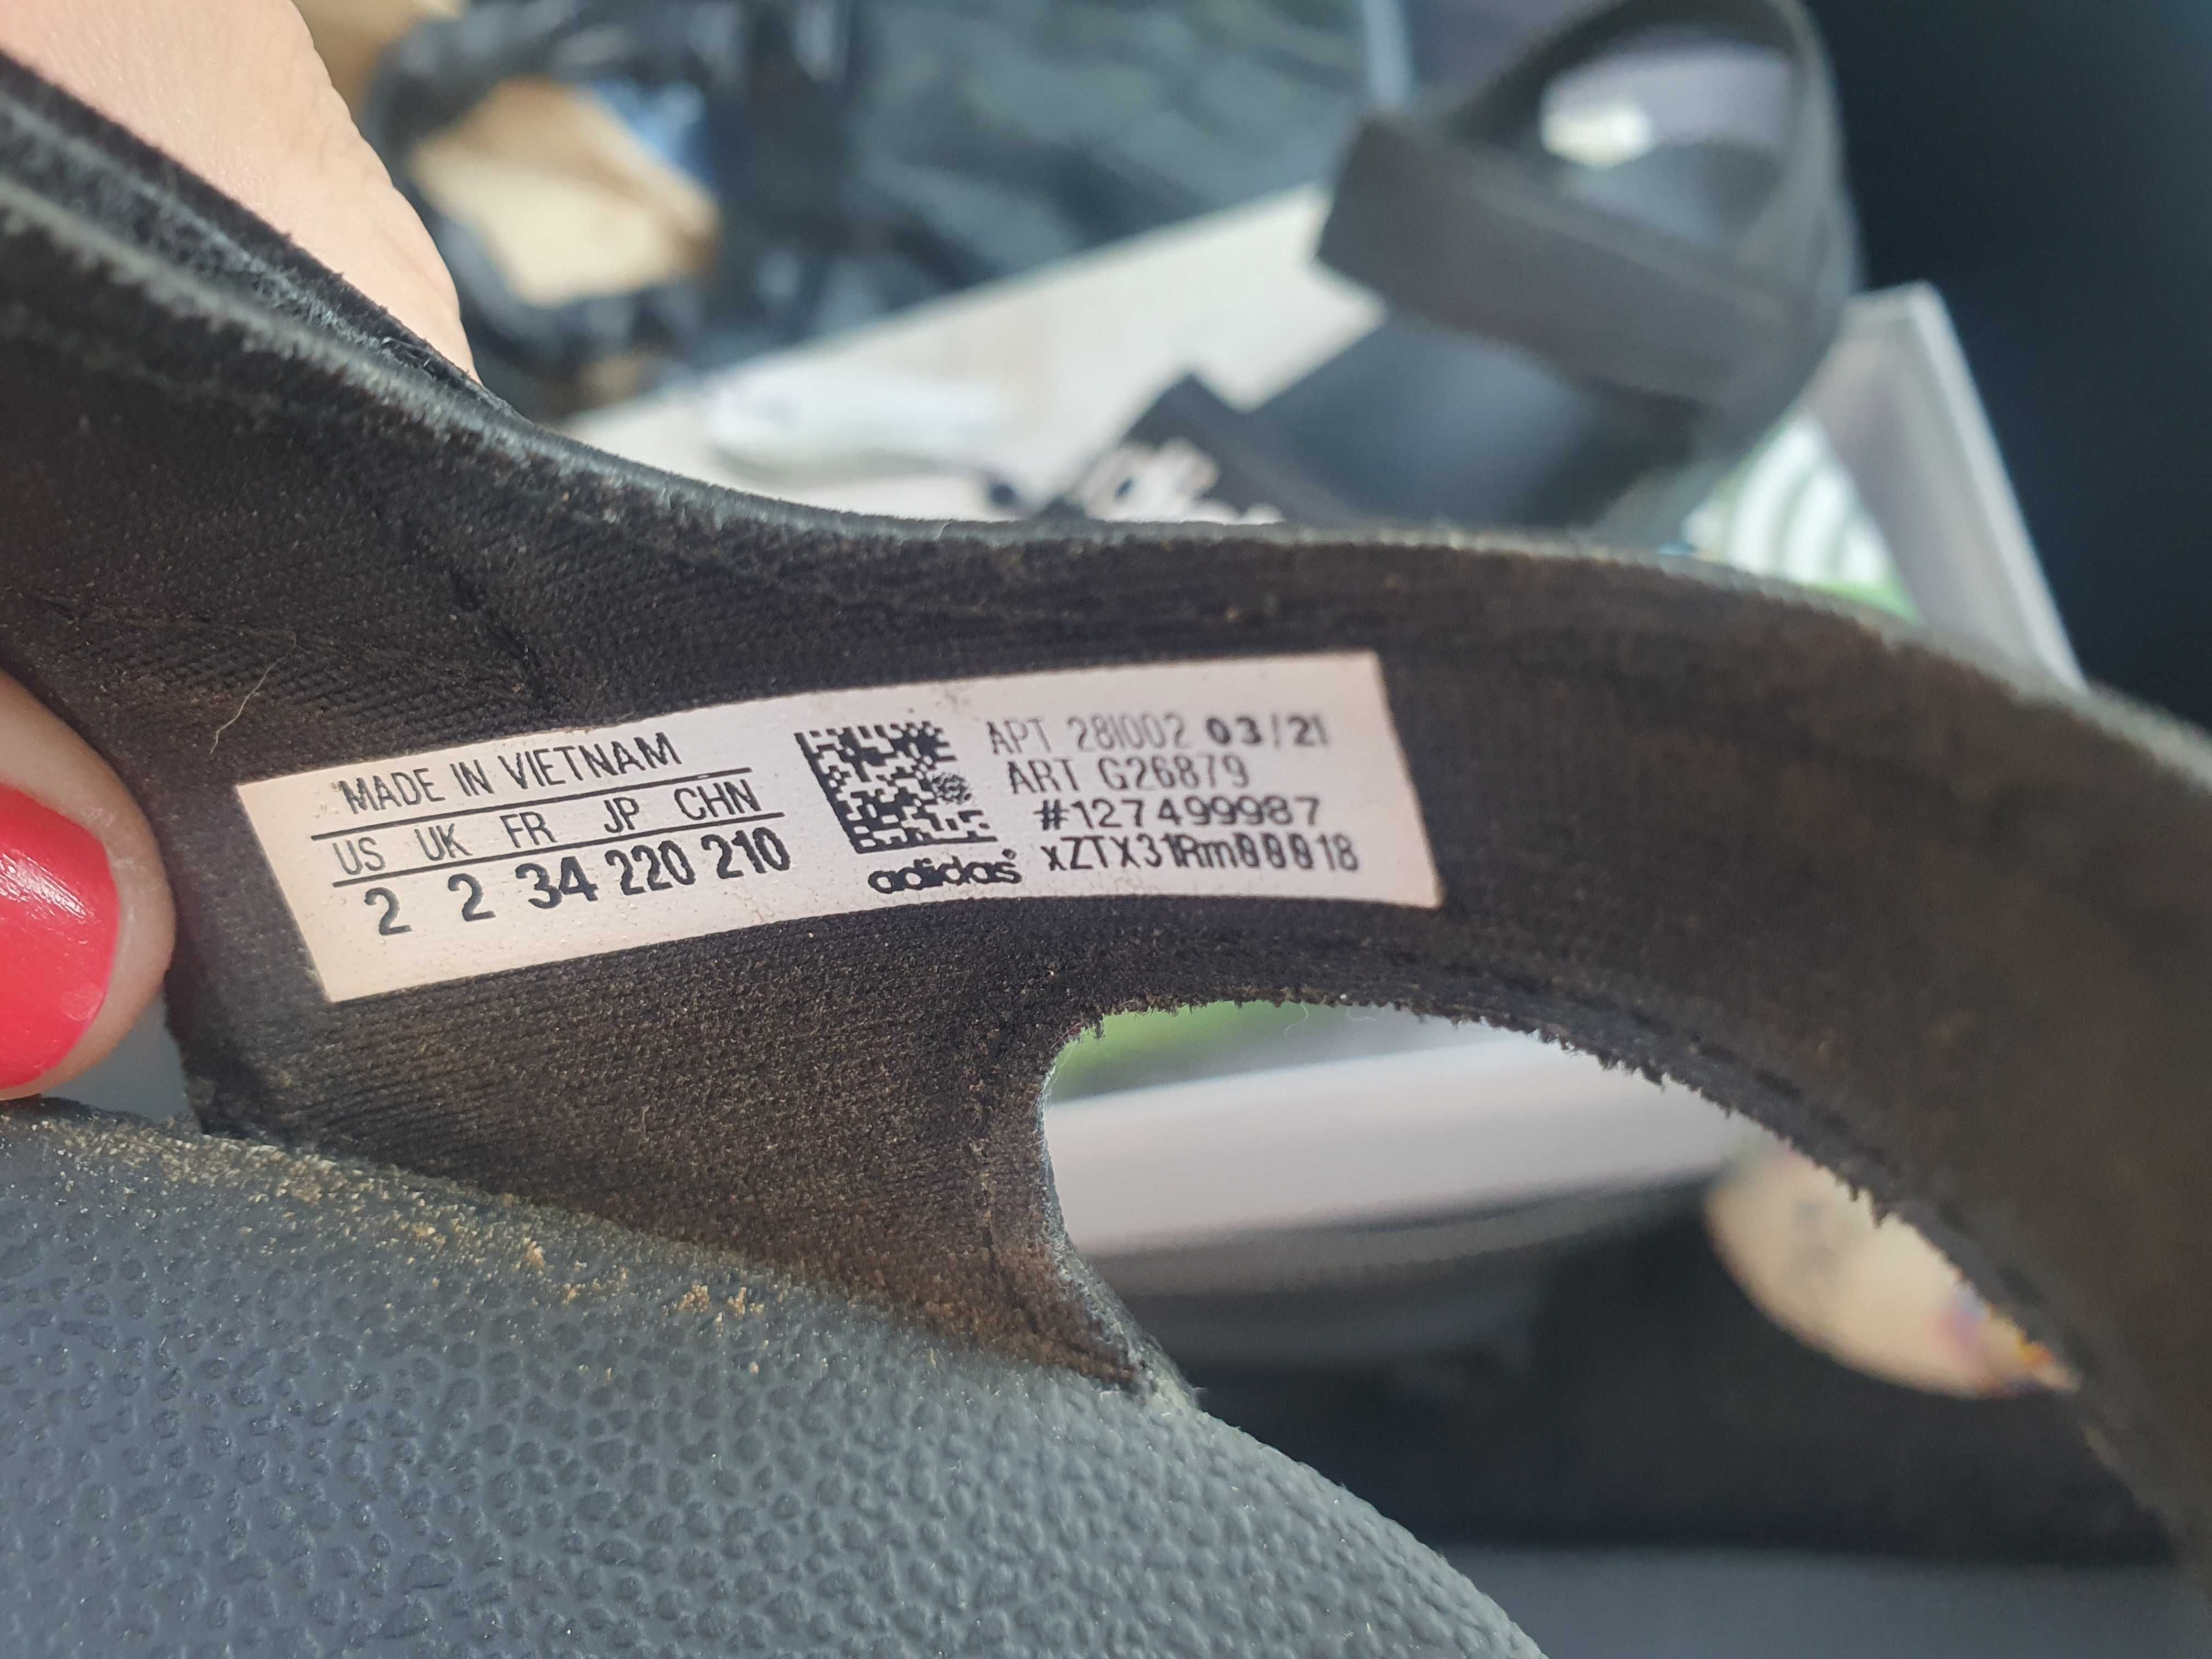 MADE IN VIETNAM
US UK FR JP CHN
2 2 34 220 210
adidas
APT 28I002 03/21
ART G26879
#127499987